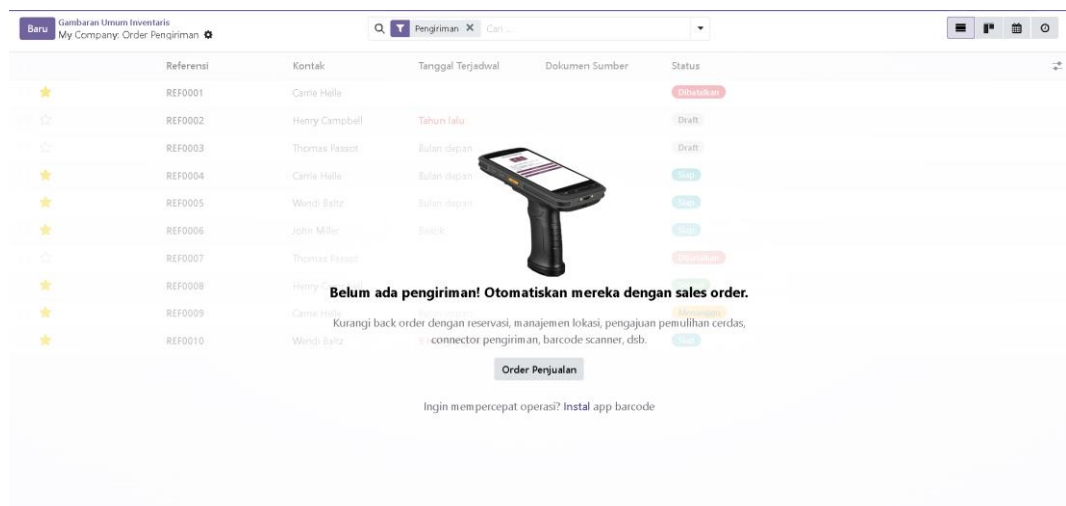 Baru
Gambaran Umum Inventaris
My Company: Order Pengiriman
Pengiriman
Cari ...
Referensi Kontak Tanggal Terjadwal Dokumen Sumber Status
REF0001 Carrie Helle Dibatalkan
REF0002 Henry Campbell Tahun lalu Draft
REF0003 Thomas Passot Bulan depan Draft
REF0004 Carrie Helle Bulan depan Siap
REF0005 Wendi Baltz Bulan depan Siap
REF0006 John Miller Besok Siap
REF0007 Thomas Passot Dibatalkan
REF0008 Henry Campbell
Belum ada pengiriman! Otomatiskan mereka dengan sales order.
REF0009 Carrie Helle Menunggu
Kurangi back order dengan reservasi, manajemen lokasi, pengajuan pemulihan cerdas,
REF0010 Wendi Baltz Siap
connector pengiriman, barcode scanner, dsb.
Order Penjualan
Ingin mempercepat operasi? Instal app barcode